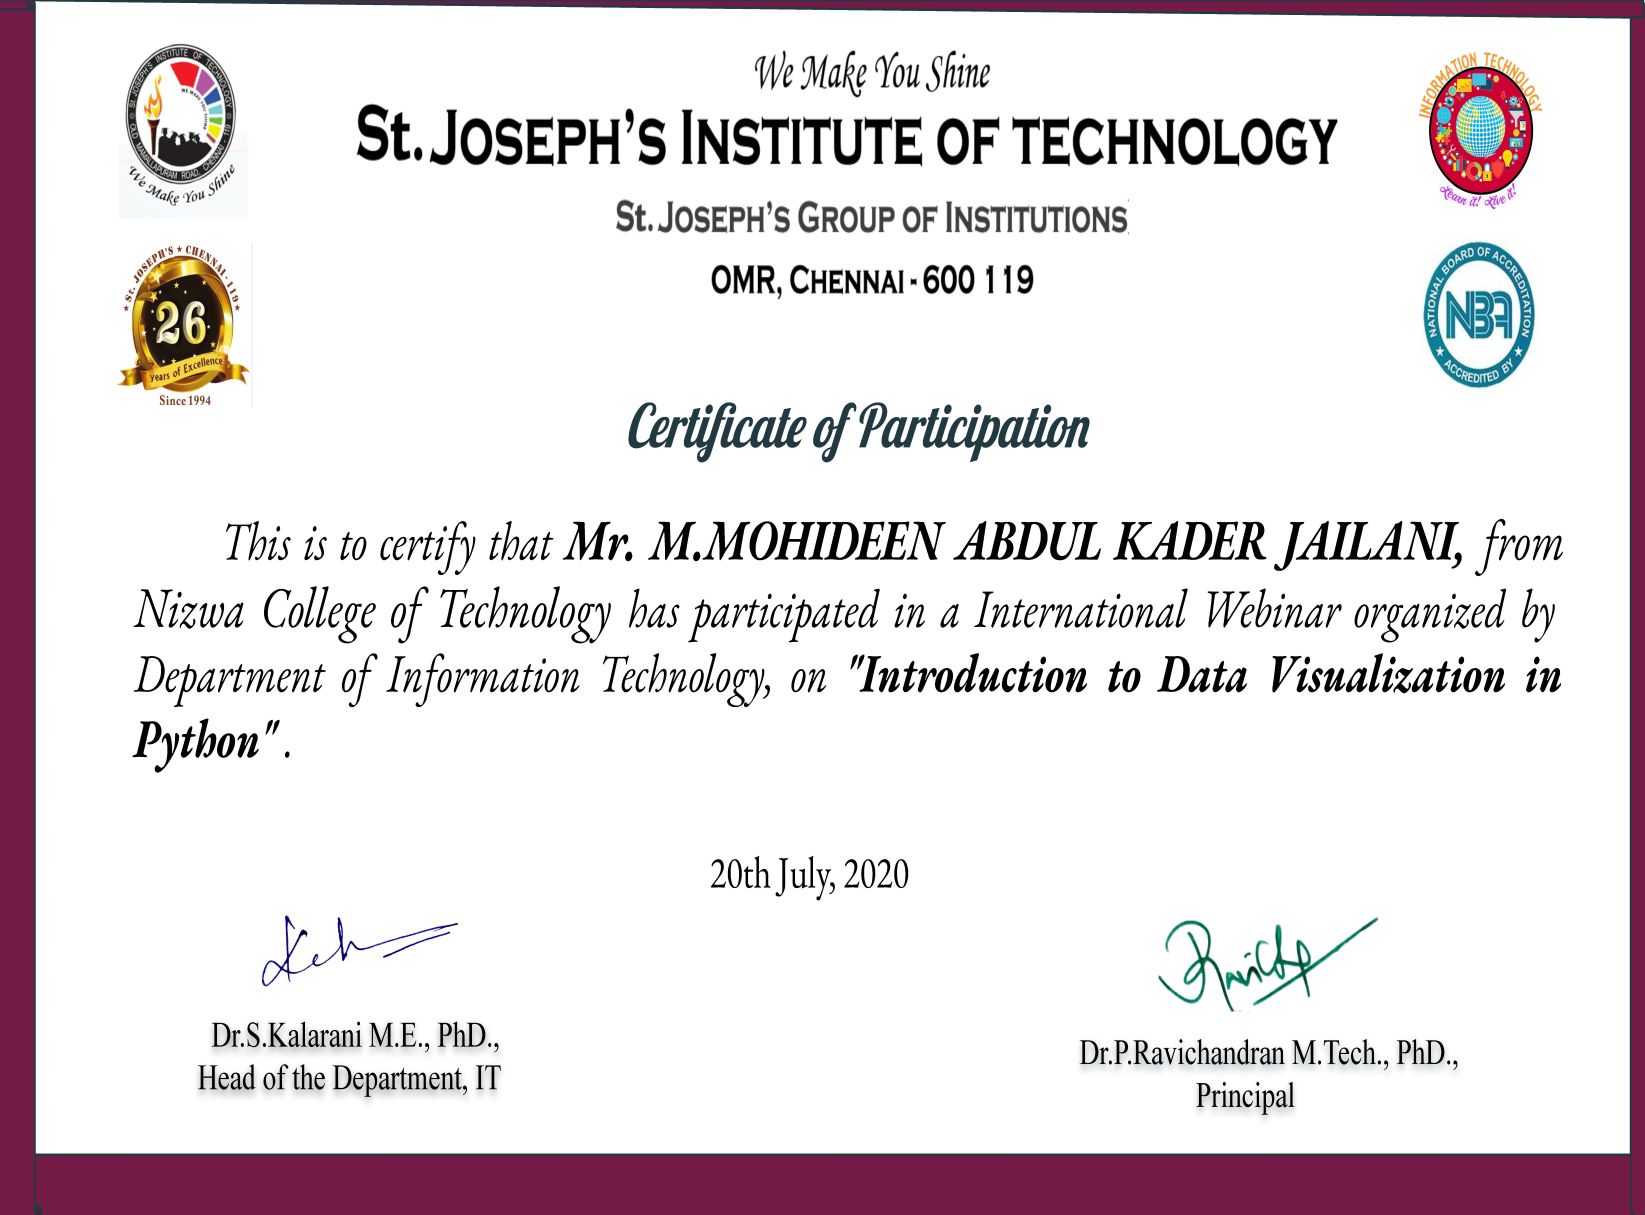 We Make You Shine
St. JOSEPH'S INSTITUTE OF TECHNOLOGY
St. JOSEPH'S GROUP OF INSTITUTIONS
OMR, CHENNAI - 600 119
ST. JOSEPH'S INSTITUTE OF TECHNOLOGY
OLD MAMALLAPURAM ROAD, CHENNAI - 119
WE MAKE YOU SHINE
We Make You Shine
INFORMATION TECHNOLOGY
Learn it! Live it!
St. JOSEPH'S ★ CHENNAI-119
26
Years of Excellence
Since 1994
NATIONAL BOARD OF ACCREDITATION
NBA
ACCREDITED BY
Certificate of Participation
This is to certify that Mr. M.MOHIDEEN ABDUL KADER JAILANI, from
Nizwa College of Technology has participated in a International Webinar organized by
Department of Information Technology, on "Introduction to Data Visualization in
Python" .
20th July, 2020
Dr.S.Kalarani M.E., PhD.,
Head of the Department, IT
Dr.P.Ravichandran M.Tech., PhD.,
Principal